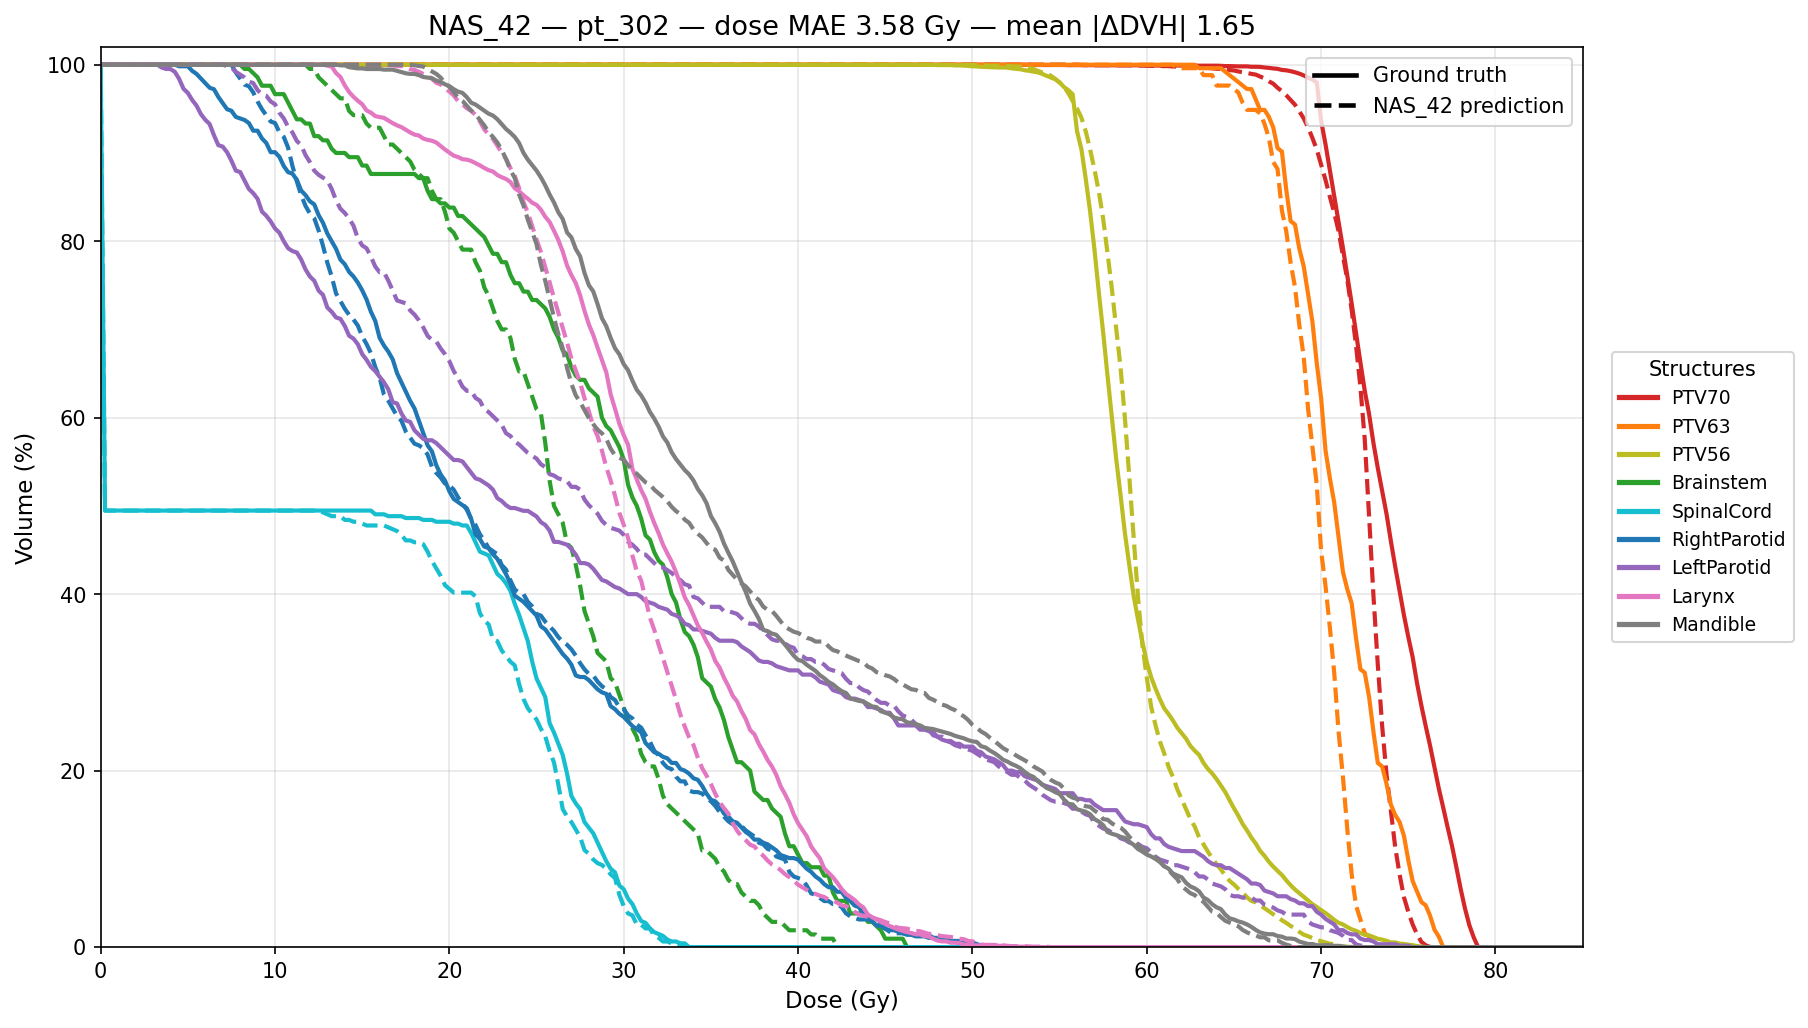 NAS_42 — pt_302 — dose MAE 3.58 Gy — mean |ΔDVH| 1.65
Ground truth
NAS_42 prediction
Volume (%)
100
80
60
40
20
0
0 10 20 30 40 50 60 70 80
Dose (Gy)
Structures
PTV70
PTV63
PTV56
Brainstem
SpinalCord
RightParotid
LeftParotid
Larynx
Mandible